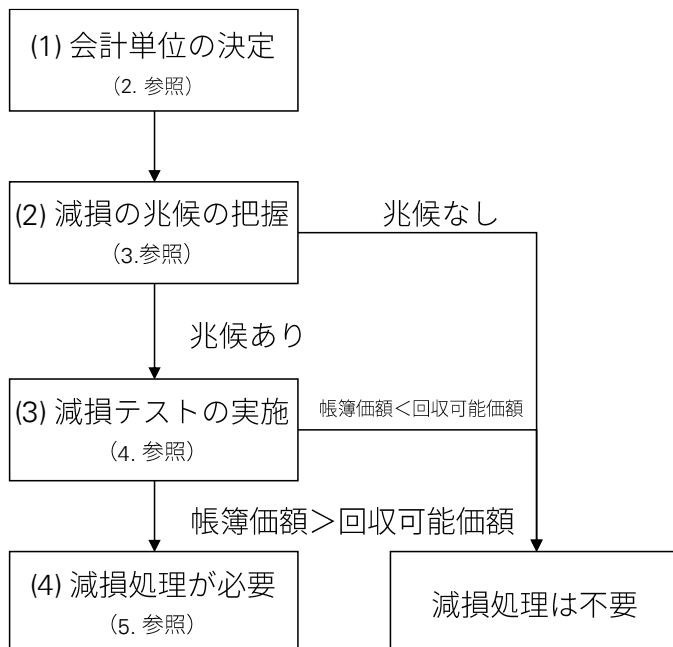 (1) 会計単位の決定
（2. 参照）
(2) 減損の兆候の把握
（3.参照）
兆候なし
兆候あり
(3) 減損テストの実施
（4. 参照）
帳簿価額＜回収可能価額
帳簿価額＞回収可能価額
(4) 減損処理が必要
（5. 参照）
減損処理は不要